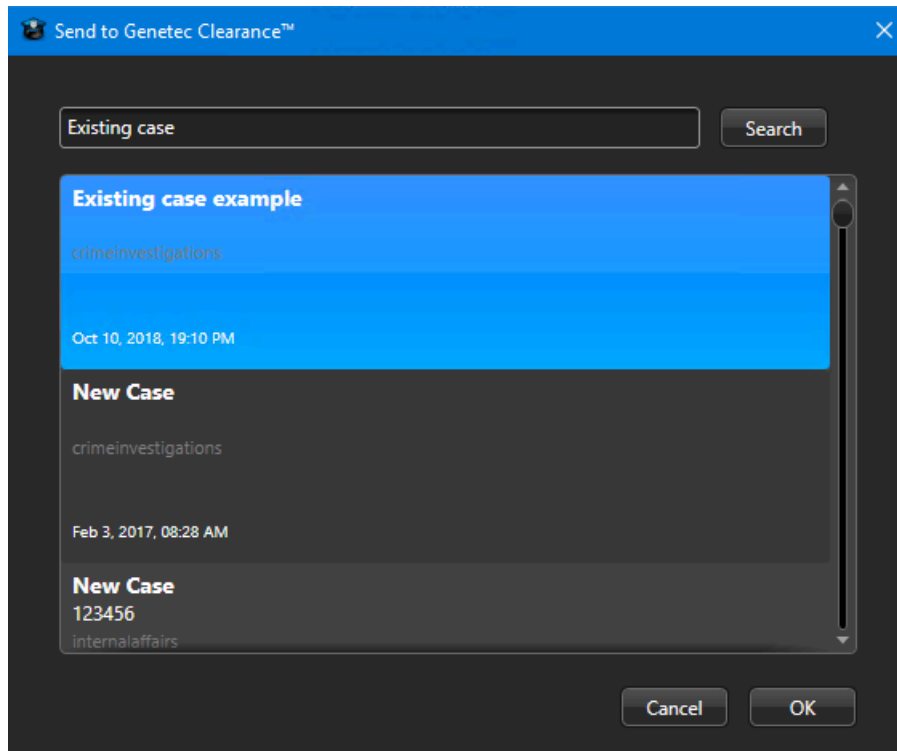 Send to Genetec Clearance™
Existing case
Search
Existing case example
crimeinvestigations
Oct 10, 2018, 19:10 PM
New Case
crimeinvestigations
Feb 3, 2017, 08:28 AM
New Case
123456
internalaffairs
Cancel
OK